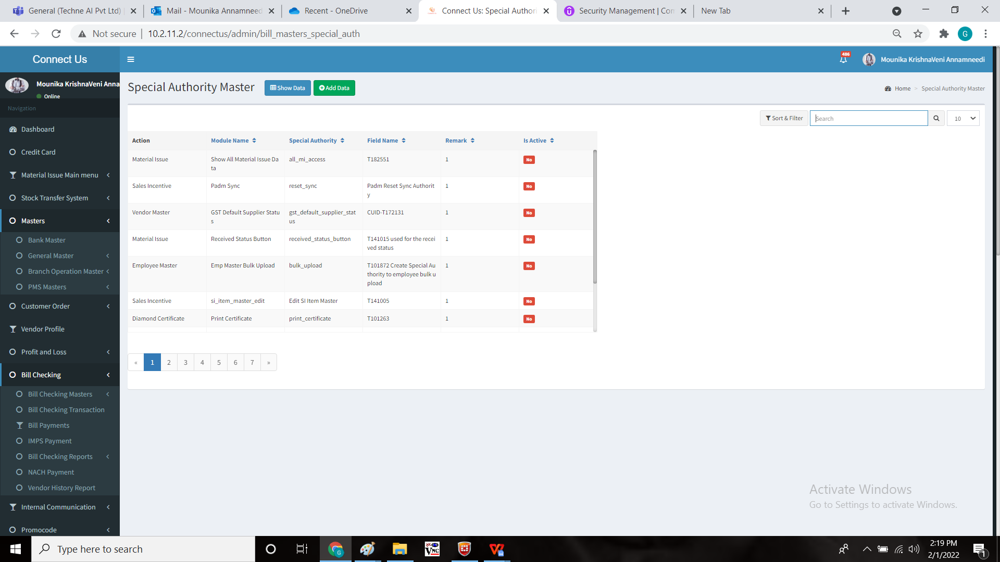 General (Techne AI Pvt Ltd)
Mail - Mounika Annamneed
Recent - OneDrive
Connect Us: Special Authori
Security Management | Con
New Tab
Not secure
10.2.11.2/connectus/admin/bill_masters_special_auth
G
Connect Us
486
Mounika KrishnaVeni Annamneedi
Mounika KrishnaVeni Anna
Online
Navigation
Dashboard
Credit Card
Material Issue Main menu
Stock Transfer System
Masters
Bank Master
General Master
Branch Operation Master
PMS Masters
Customer Order
Vendor Profile
Profit and Loss
Bill Checking
Bill Checking Masters
Bill Checking Transaction
Bill Payments
IMPS Payment
Bill Checking Reports
NACH Payment
Vendor History Report
Internal Communication
Promocode
Special Authority Master
Show Data
Add Data
Home > Special Authority Master
Sort & Filter
Search
10
Action Module Name Special Authority Field Name Remark Is Active
Material Issue Show All Material Issue Da all_mi_access T182551 1 No
ta
Sales Incentive Padm Sync reset_sync Padm Reset Sync Authorit 1 No
y
Vendor Master GST Default Supplier Statu gst_default_supplier_stat CUID-T172131 1 No
s us
Material Issue Received Status Button received_status_button T141015 used for the recei 1 No
ved status
Employee Master Emp Master Bulk Upload bulk_upload T101872 Create Special Au 1 No
thority to employee bulk u
pload
Sales Incentive si_item_master_edit Edit SI Item Master T141005 1 No
Diamond Certificate Print Certificate print_certificate T101263 1 No
« 1 2 3 4 5 6 7 »
Activate Windows
Go to Settings to activate Windows.
Type here to search
G
VNC
W
2:19 PM
2/1/2022
1